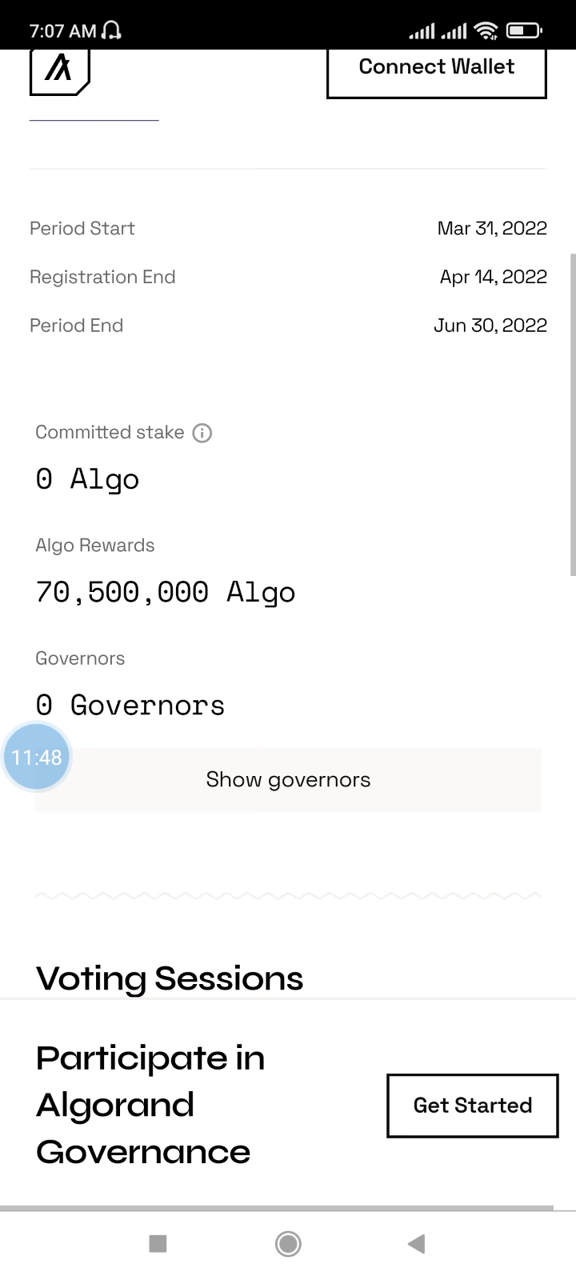 7:07 AM
Connect Wallet
Period Start Mar 31, 2022
Registration End Apr 14, 2022
Period End Jun 30, 2022
Committed stake
0 Algo
Algo Rewards
70,500,000 Algo
Governors
0 Governors
11:48
Show governors
Voting Sessions
Participate in
Algorand
Governance
Get Started